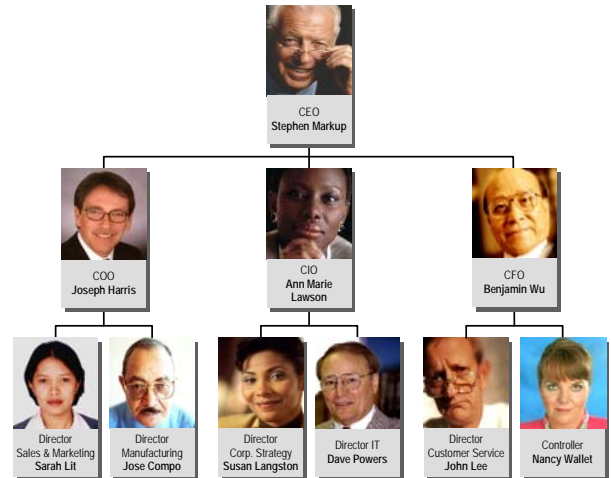 CEO
Stephen Markup
COO
Joseph Harris
CIO
Ann Marie
Lawson
CFO
Benjamin Wu
Director
Sales & Marketing
Sarah Lit
Director
Manufacturing
Jose Compo
Director
Corp. Strategy
Susan Langston
Director IT
Dave Powers
Director
Customer Service
John Lee
Controller
Nancy Wallet